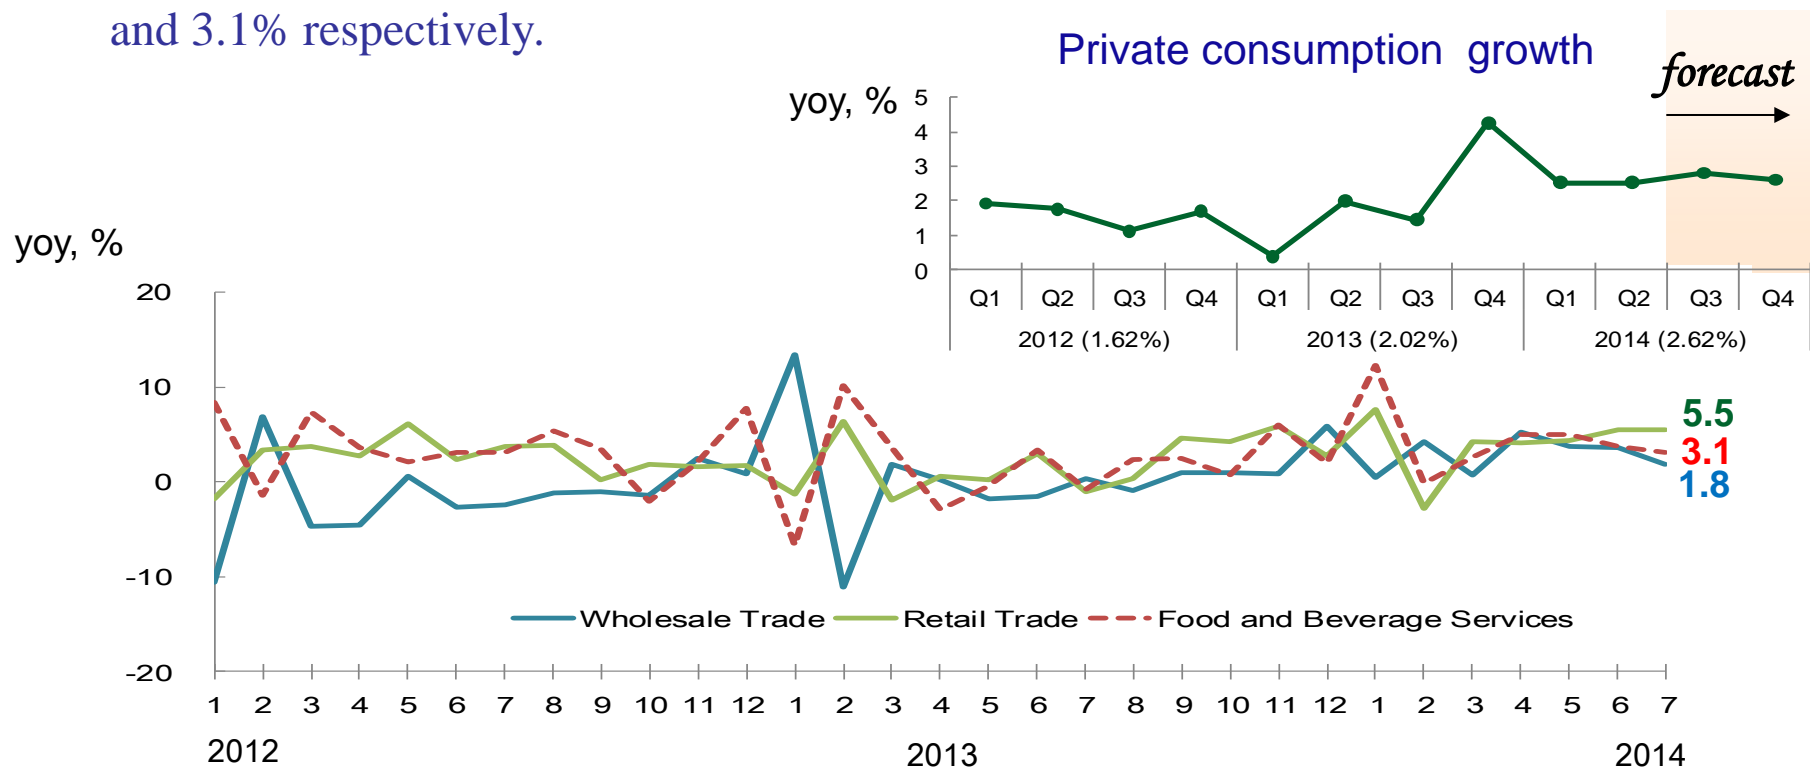 and 3.1% respectively.
Private consumption growth
forecast
yoy, %
5
4
3
2
1
0
Q1 Q2 Q3 Q4 Q1 Q2 Q3 Q4 Q1 Q2 Q3 Q4
2012 (1.62%) 2013 (2.02%) 2014 (2.62%)
yoy, %
20
10
0
-10
-20
5.5
3.1
1.8
Wholesale Trade Retail Trade Food and Beverage Services
1 2 3 4 5 6 7 8 9 10 11 12 1 2 3 4 5 6 7 8 9 10 11 12 1 2 3 4 5 6 7
2012 2013 2014